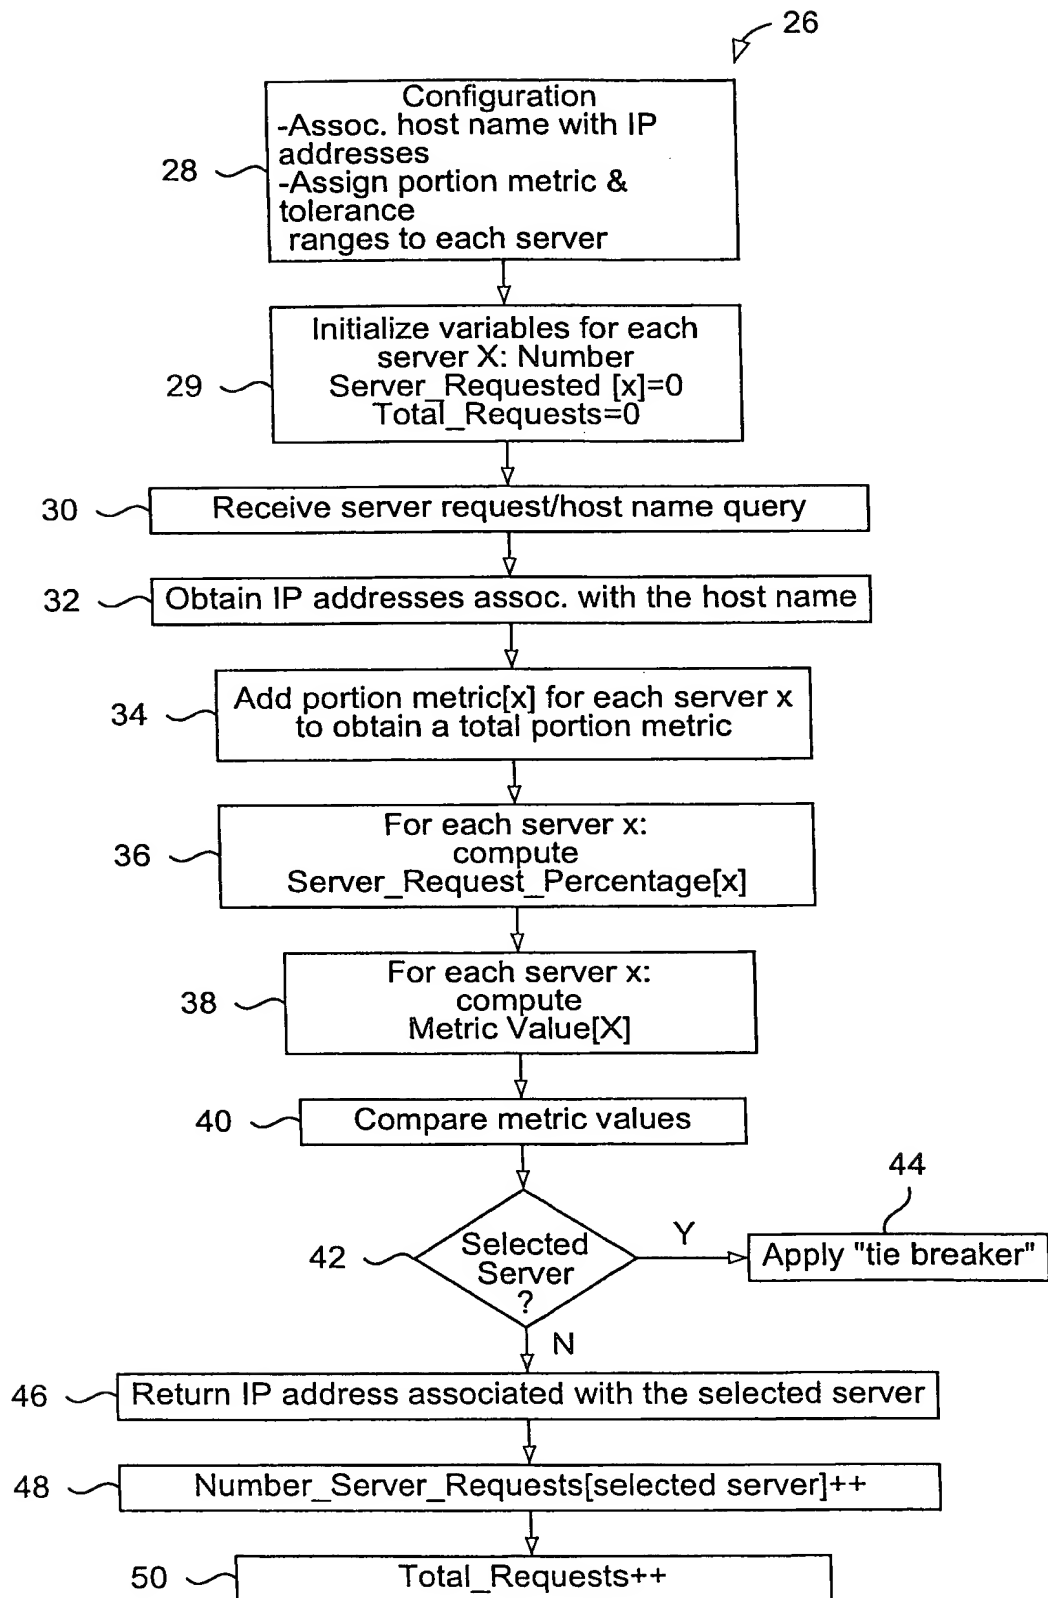 26
Configuration
-Assoc. host name with IP
addresses
-Assign portion metric &
tolerance
ranges to each server
28
Initialize variables for each
server X: Number
Server_Requested [x]=0
Total_Requests=0
29
30
Receive server request/host name query
32
Obtain IP addresses assoc. with the host name
34
Add portion metric[x] for each server x
to obtain a total portion metric
36
For each server x:
compute
Server_Request_Percentage[x]
38
For each server x:
compute
Metric Value[X]
40
Compare metric values
42
Selected
Server
?
Y
44
Apply "tie breaker"
N
46
Return IP address associated with the selected server
48
Number_Server_Requests[selected server]++
50
Total_Requests++